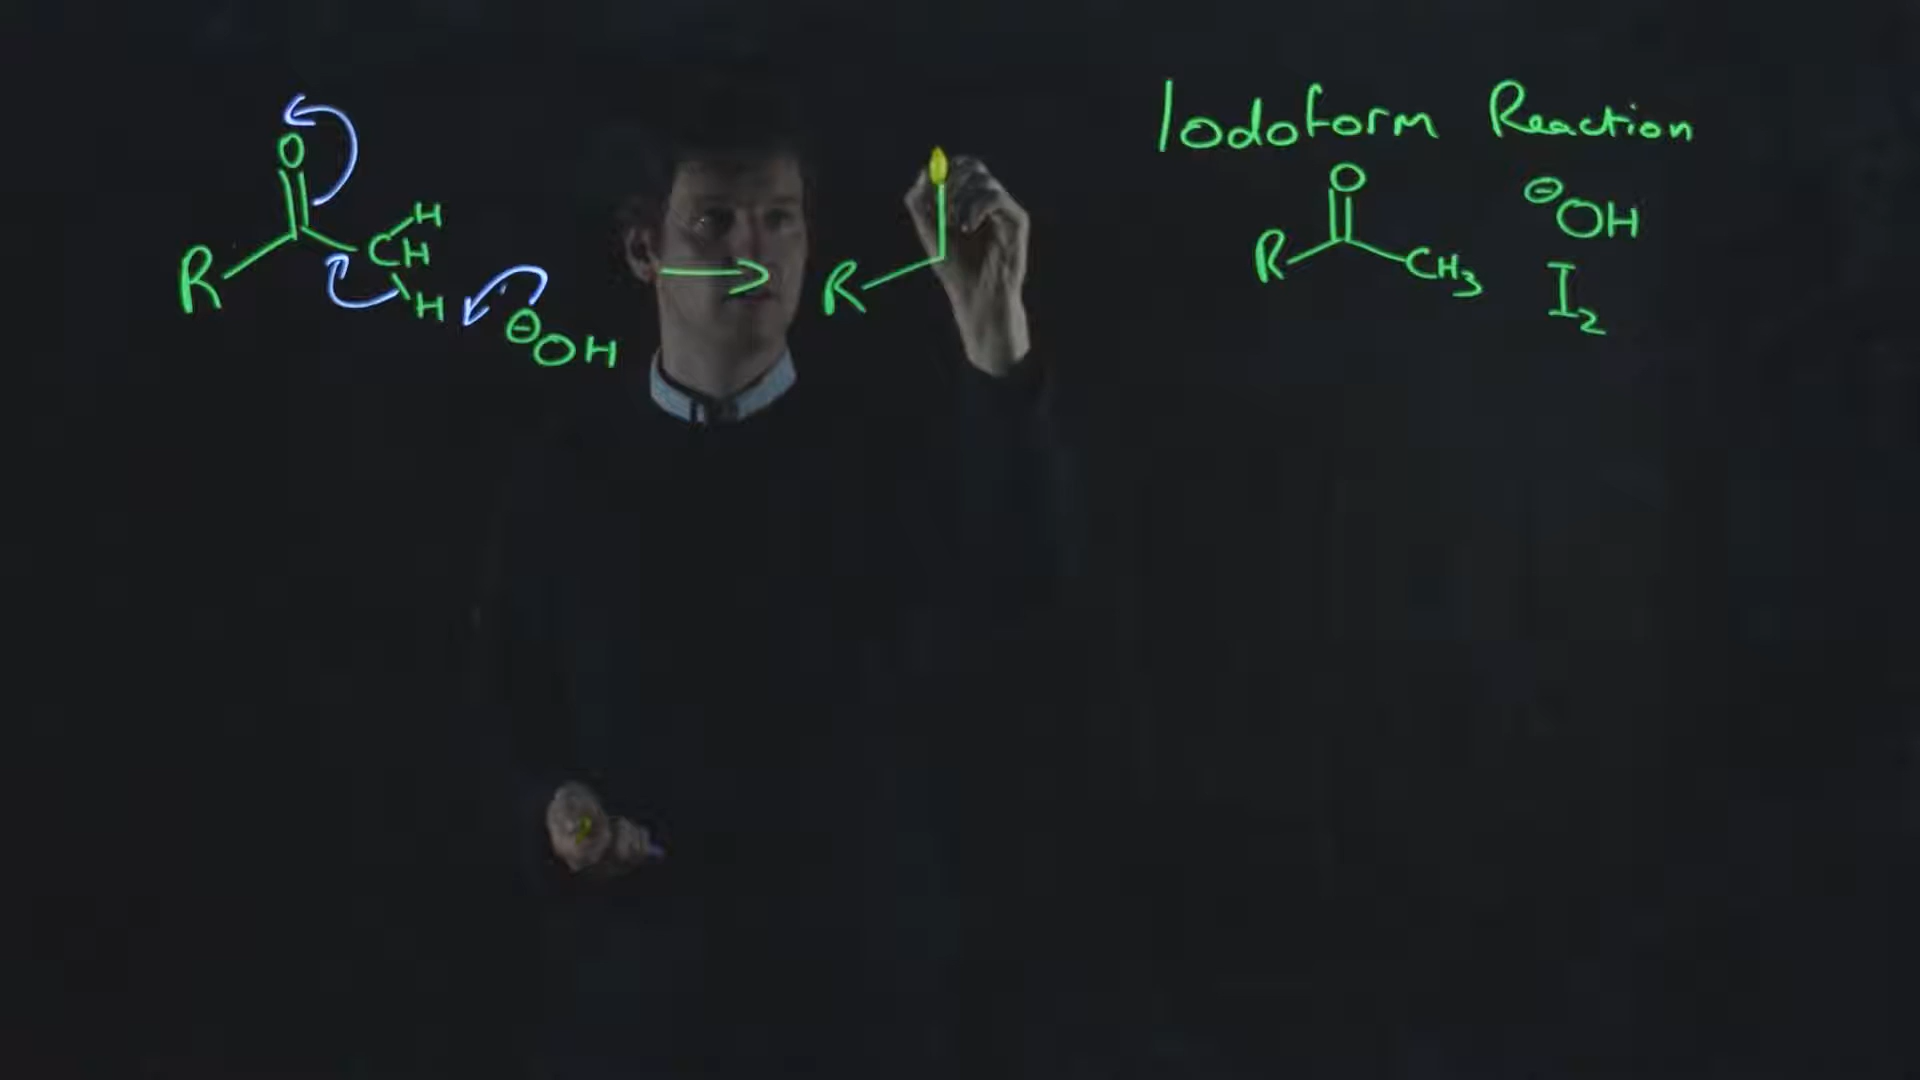 Iodoform Reaction
O
R CH₃
⊖OH
I₂
O
H
R CH
H
⊖OH
R